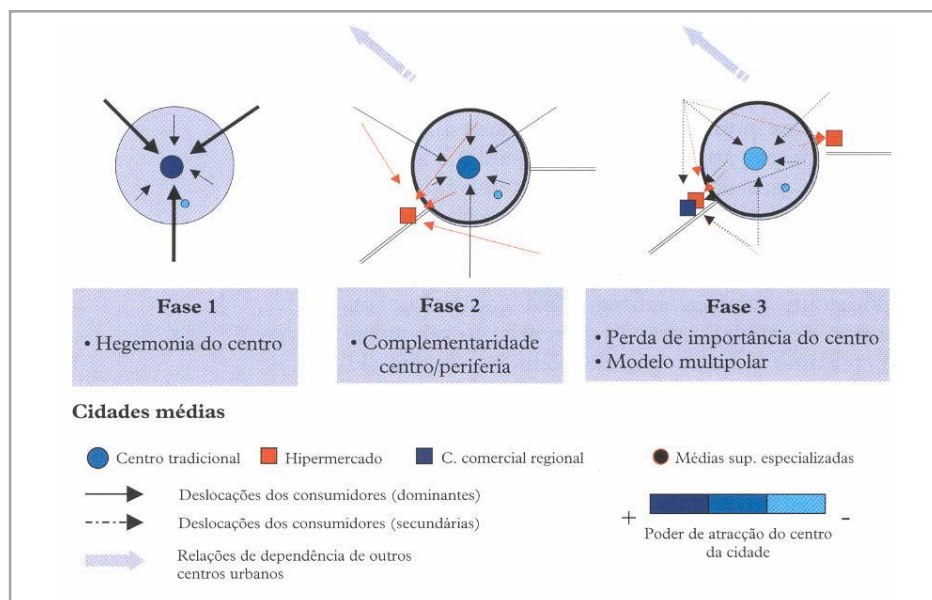 Fase 1
• Hegemonia do centro
Fase 2
• Complementaridade
centro/periferia
Fase 3
• Perda de importância do centro
• Modelo multipolar
Cidades médias
Centro tradicional
Hipermercado
C. comercial regional
Médias sup. especializadas
Deslocações dos consumidores (dominantes)
Deslocações dos consumidores (secundárias)
Relações de dependência de outros
centros urbanos
+ -
Poder de atracção do centro
da cidade